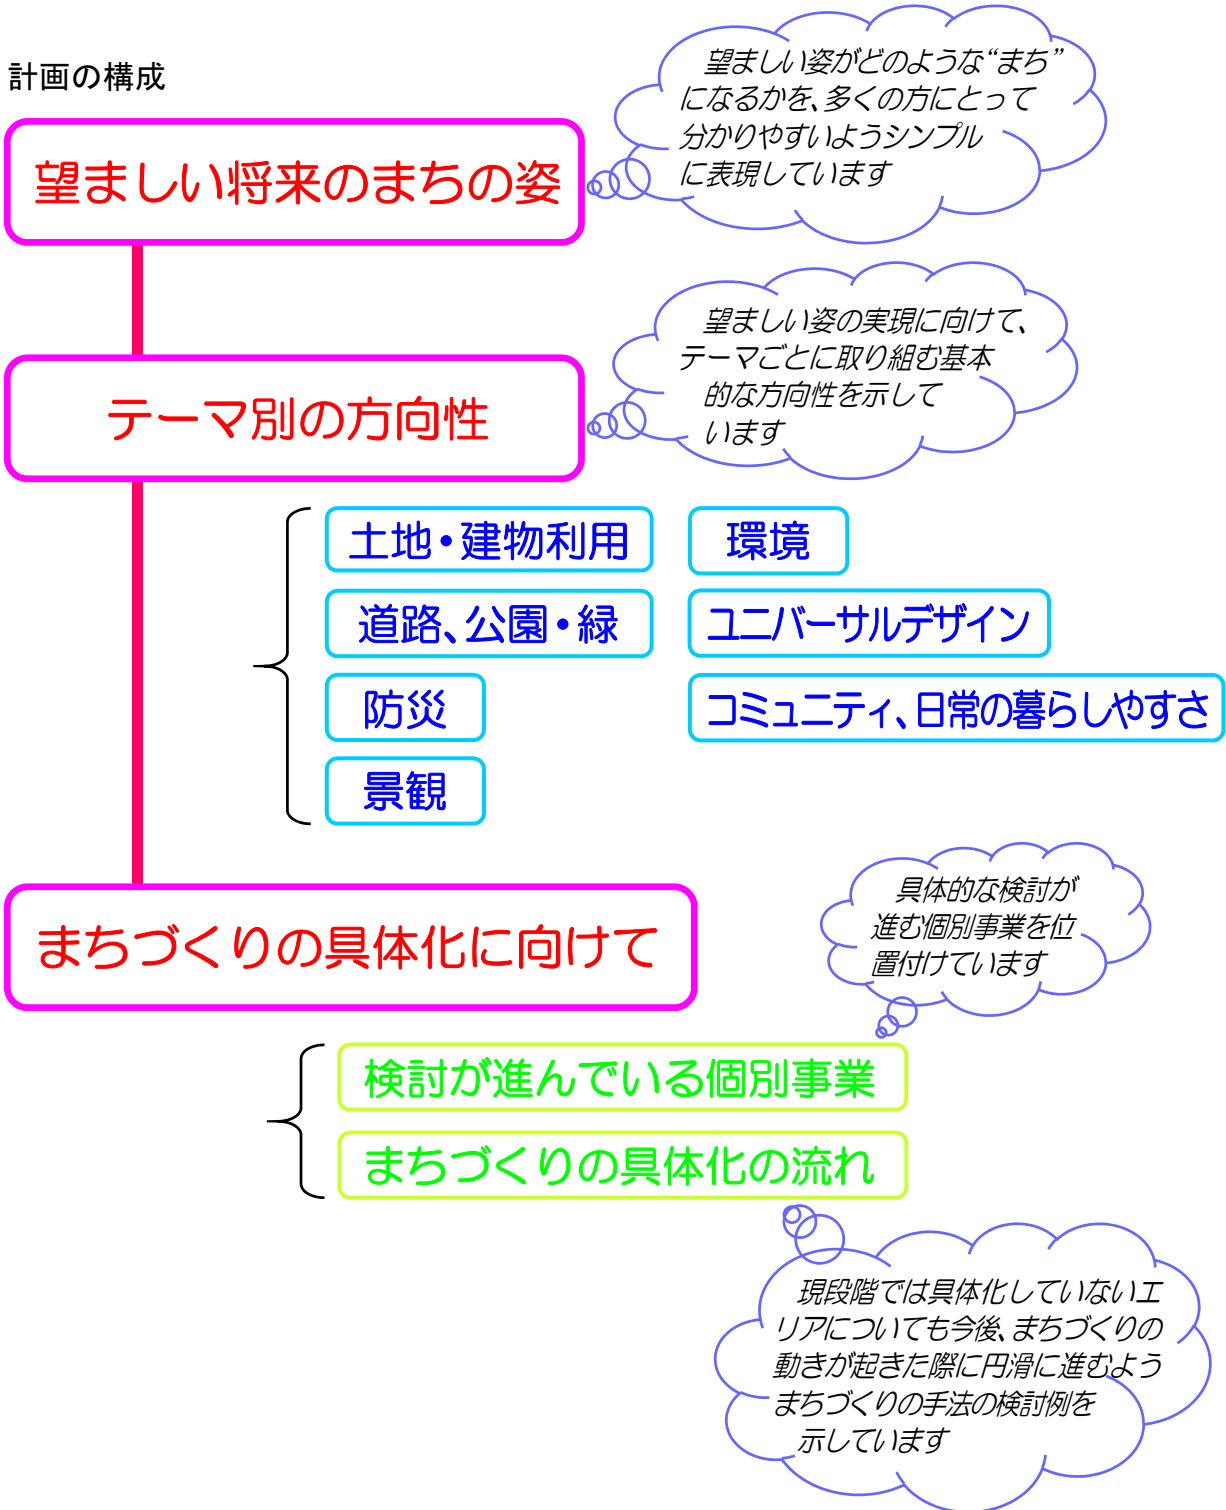 計画の構成
望ましい姿がどのような“まち”
になるかを、多くの方にとって
分かりやすいようシンプル
に表現しています
望ましい将来のまちの姿
望ましい姿の実現に向けて、
テーマごとに取り組む基本
的な方向性を示して
います
テーマ別の方向性
土地・建物利用
環境
道路、公園・緑
ユニバーサルデザイン
防災
コミュニティ、日常の暮らしやすさ
景観
具体的な検討が
進む個別事業を位
置付けています
まちづくりの具体化に向けて
検討が進んでいる個別事業
まちづくりの具体化の流れ
現段階では具体化していないエ
リアについても今後、まちづくりの
動きが起きた際に円滑に進むよう
まちづくりの手法の検討例を
示しています